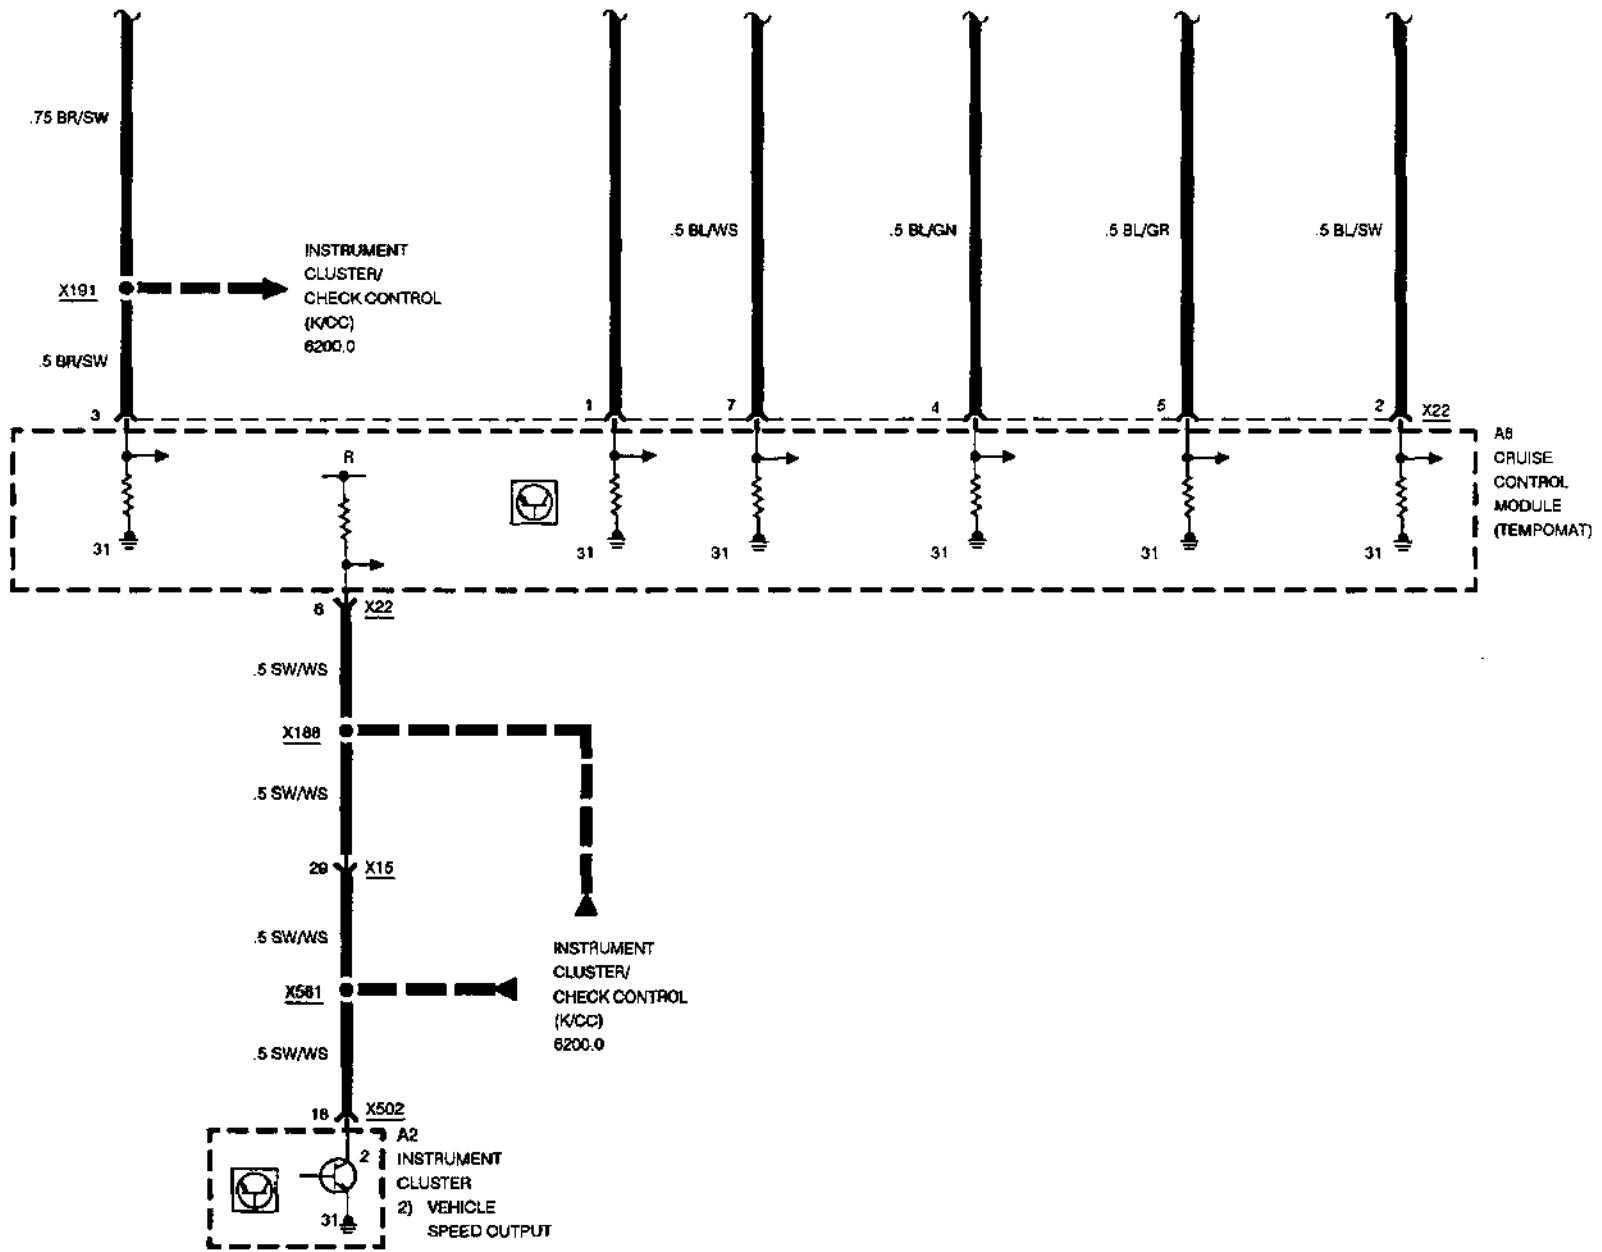 .75 BR/SW
.5 BL/WS
.5 BL/GN
.5 BL/GR
.5 BL/SW
INSTRUMENT
CLUSTER/
CHECK CONTROL
(K/CC)
6200.0
X191
.5 BR/SW
3
1
7
4
5
2
X22
A8
CRUISE
CONTROL
MODULE
(TEMPOMAT)
R
31
31
31
31
31
31
6
X22
.5 SW/WS
X188
.5 SW/WS
29
X15
.5 SW/WS
X581
INSTRUMENT
CLUSTER/
CHECK CONTROL
(K/CC)
6200.0
.5 SW/WS
18
X502
A2
INSTRUMENT
CLUSTER
2) VEHICLE
SPEED OUTPUT
2
31